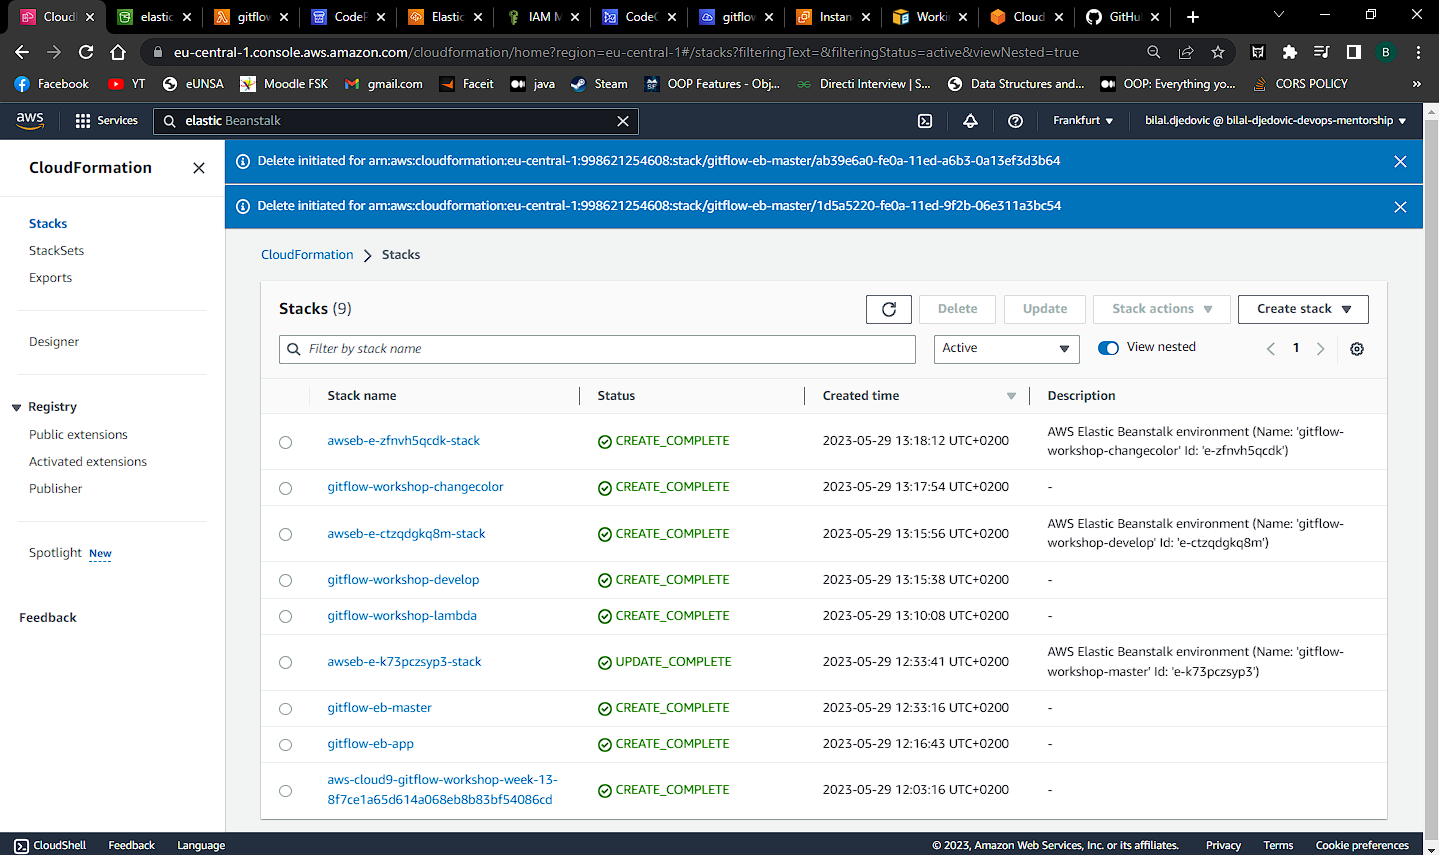 CloudF
elastic
gitflow
CodeP
Elastic
IAM M
CodeC
gitflow
Instan
Workin
Cloud
GitHu
eu-central-1.console.aws.amazon.com/cloudformation/home?region=eu-central-1#/stacks?filteringText=&filteringStatus=active&viewNested=true
B
Facebook
YT
eUNSA
Moodle FSK
gmail.com
Faceit
java
Steam
OOP Features - Obj...
Directi Interview | S...
Data Structures and...
OOP: Everything yo...
CORS POLICY
»
aws
Services
elastic Beanstalk
Frankfurt
bilal.djedovic @ bilal-djedovic-devops-mentorship
CloudFormation
Stacks
StackSets
Exports
Designer
Registry
Public extensions
Activated extensions
Publisher
Spotlight New
Feedback
Delete initiated for arn:aws:cloudformation:eu-central-1:998621254608:stack/gitflow-eb-master/ab39e6a0-fe0a-11ed-a6b3-0a13ef3d3b64
Delete initiated for arn:aws:cloudformation:eu-central-1:998621254608:stack/gitflow-eb-master/1d5a5220-fe0a-11ed-9f2b-06e311a3bc54
CloudFormation > Stacks
Stacks (9)
Delete
Update
Stack actions
Create stack
Filter by stack name
Active
View nested
1
Stack name Status Created time Description
awseb-e-zfnvh5qcdk-stack CREATE_COMPLETE 2023-05-29 13:18:12 UTC+0200 AWS Elastic Beanstalk environment (Name: 'gitflow-
workshop-changecolor' Id: 'e-zfnvh5qcdk')
gitflow-workshop-changecolor CREATE_COMPLETE 2023-05-29 13:17:54 UTC+0200 -
awseb-e-ctzqdgkq8m-stack CREATE_COMPLETE 2023-05-29 13:15:56 UTC+0200 AWS Elastic Beanstalk environment (Name: 'gitflow-
workshop-develop' Id: 'e-ctzqdgkq8m')
gitflow-workshop-develop CREATE_COMPLETE 2023-05-29 13:15:38 UTC+0200 -
gitflow-workshop-lambda CREATE_COMPLETE 2023-05-29 13:10:08 UTC+0200 -
awseb-e-k73pczsyp3-stack UPDATE_COMPLETE 2023-05-29 12:33:41 UTC+0200 AWS Elastic Beanstalk environment (Name: 'gitflow-
workshop-master' Id: 'e-k73pczsyp3')
gitflow-eb-master CREATE_COMPLETE 2023-05-29 12:33:16 UTC+0200 -
gitflow-eb-app CREATE_COMPLETE 2023-05-29 12:16:43 UTC+0200 -
aws-cloud9-gitflow-workshop-week-13-
8f7ce1a65d614a068eb8b83bf54086cd CREATE_COMPLETE 2023-05-29 12:03:16 UTC+0200 -
CloudShell
Feedback
Language
© 2023, Amazon Web Services, Inc. or its affiliates.
Privacy
Terms
Cookie preferences